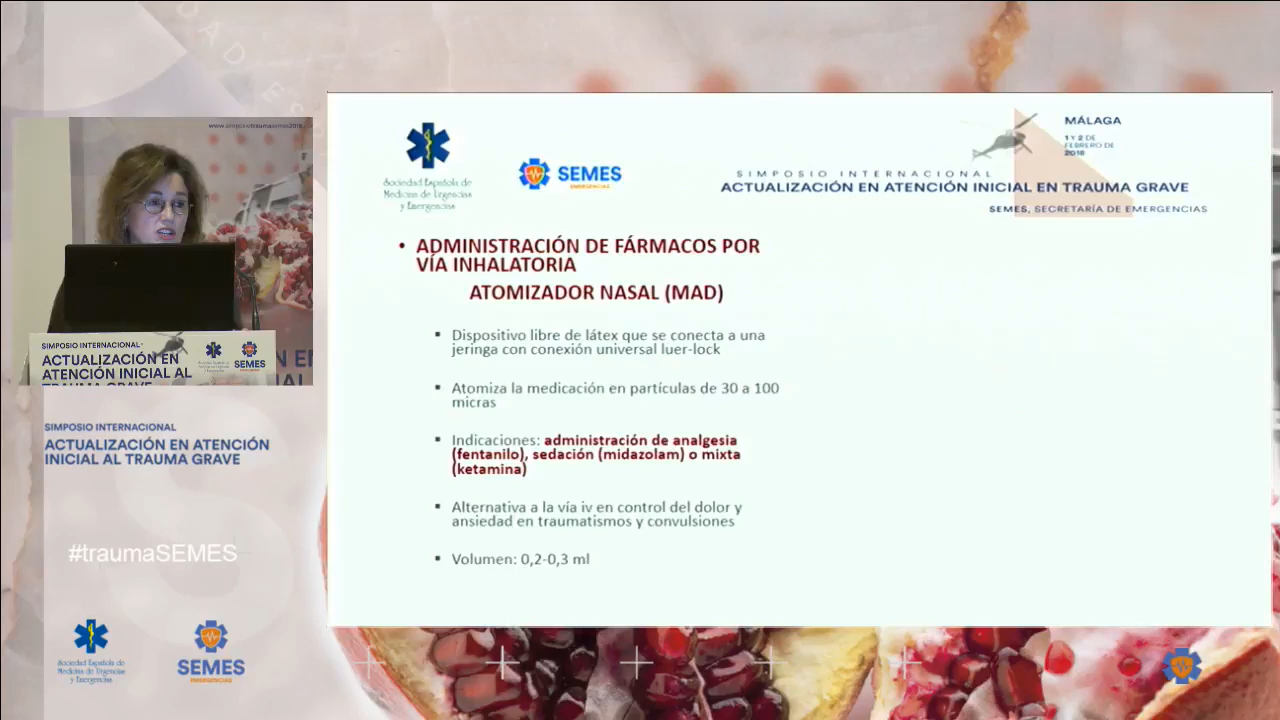 www.simposiotraumasemes2018
SIMPOSIO INTERNACIONAL
ACTUALIZACIÓN EN
ATENCIÓN INICIAL AL
TRAUMA GRAVE
SEMES
SIMPOSIO INTERNACIONAL
ACTUALIZACIÓN EN ATENCIÓN
INICIAL AL TRAUMA GRAVE
#traumaSEMES
Sociedad Española de
Medicina de Urgencias
y Emergencias
SEMES
EMERGENCIAS
Sociedad Española de
Medicina de Urgencias
y Emergencias
SEMES
EMERGENCIAS
MÁLAGA
1 Y 2 DE
FEBRERO DE
2018
SIMPOSIO INTERNACIONAL
ACTUALIZACIÓN EN ATENCIÓN INICIAL EN TRAUMA GRAVE
SEMES, SECRETARÍA DE EMERGENCIAS
• ADMINISTRACIÓN DE FÁRMACOS POR
VÍA INHALATORIA
ATOMIZADOR NASAL (MAD)
▪ Dispositivo libre de látex que se conecta a una
jeringa con conexión universal luer-lock
▪ Atomiza la medicación en partículas de 30 a 100
micras
▪ Indicaciones: administración de analgesia
(fentanilo), sedación (midazolam) o mixta
(ketamina)
▪ Alternativa a la vía iv en control del dolor y
ansiedad en traumatismos y convulsiones
▪ Volumen: 0,2-0,3 ml